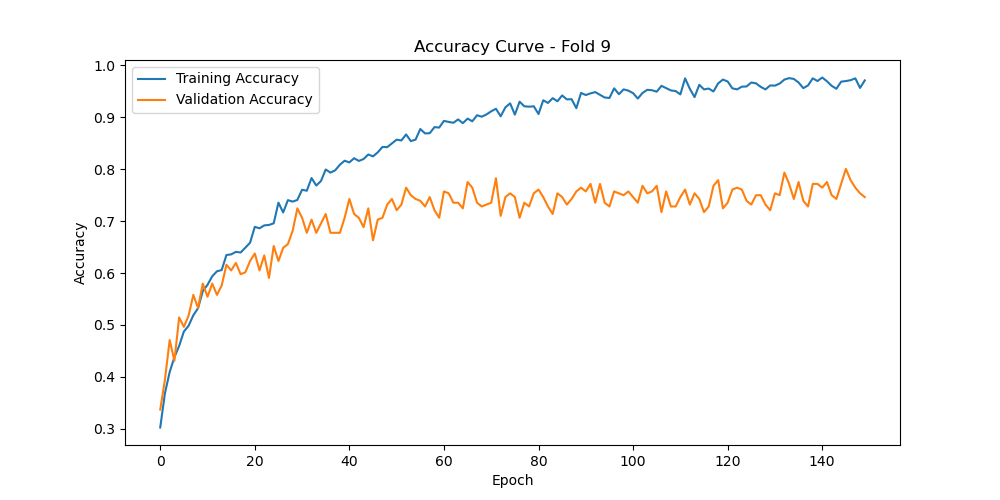 Accuracy Curve - Fold 9
Training Accuracy
Validation Accuracy
1.0
0.9
0.8
0.7
0.6
0.5
0.4
0.3
Accuracy
0 20 40 60 80 100 120 140
Epoch